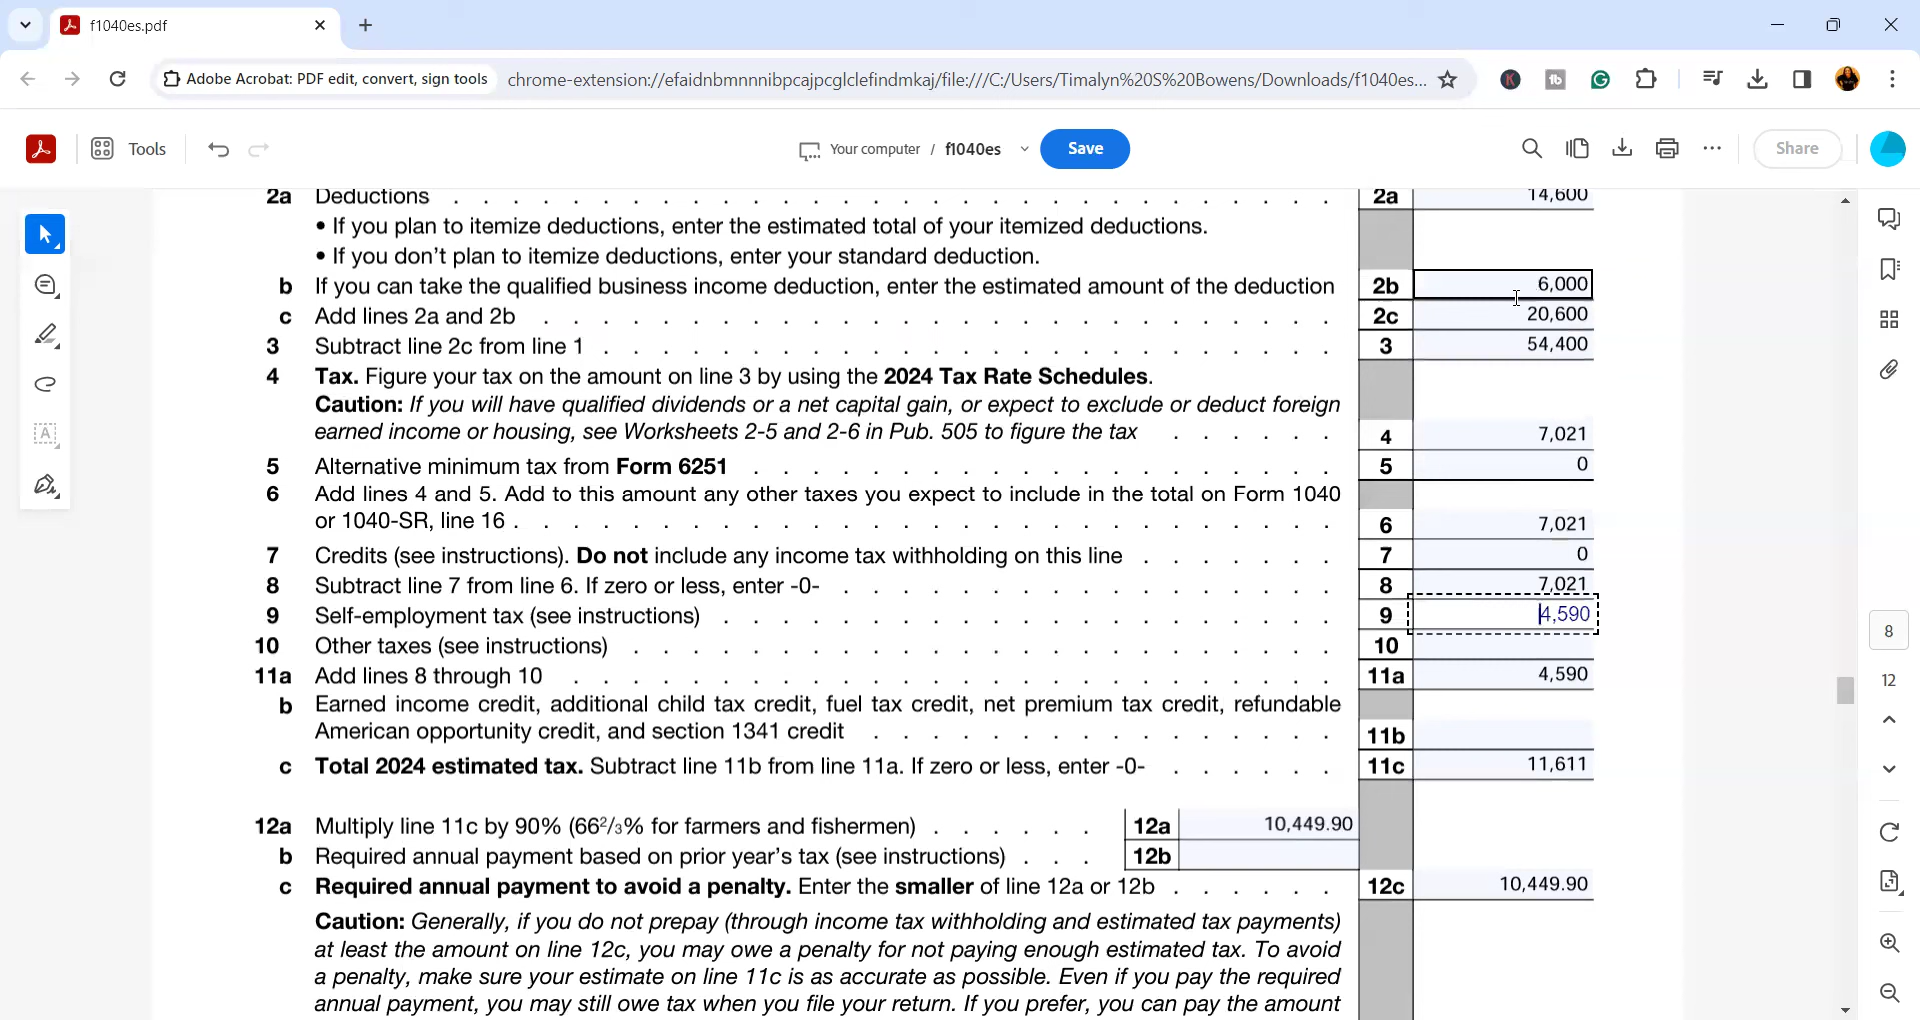 f1040es.pdf
Adobe Acrobat: PDF edit, convert, sign tools
chrome-extension://efaidnbmnnnibpcajpcglclefindmkaj/file:///C:/Users/Timalyn%20S%20Bowens/Downloads/f1040es...
Tools
Your computer / f1040es
Save
Share
2a Deductions 2a 14,600
• If you plan to itemize deductions, enter the estimated total of your itemized deductions.
• If you don't plan to itemize deductions, enter your standard deduction.
b If you can take the qualified business income deduction, enter the estimated amount of the deduction 2b 6,000
c Add lines 2a and 2b . . . . . . . . . . . . . . . . . . . . . . . . . . . 2c 20,600
3 Subtract line 2c from line 1 . . . . . . . . . . . . . . . . . . . . . . . . . 3 54,400
4 Tax. Figure your tax on the amount on line 3 by using the 2024 Tax Rate Schedules.
Caution: If you will have qualified dividends or a net capital gain, or expect to exclude or deduct foreign
earned income or housing, see Worksheets 2-5 and 2-6 in Pub. 505 to figure the tax . . . . . . 4 7,021
5 Alternative minimum tax from Form 6251 . . . . . . . . . . . . . . . . . . . . 5 0
6 Add lines 4 and 5. Add to this amount any other taxes you expect to include in the total on Form 1040
or 1040-SR, line 16 . . . . . . . . . . . . . . . . . . . . . . . . . . . . 6 7,021
7 Credits (see instructions). Do not include any income tax withholding on this line . . . . . . . 7 0
8 Subtract line 7 from line 6. If zero or less, enter -0- . . . . . . . . . . . . . . . . . 8 7,021
9 Self-employment tax (see instructions) . . . . . . . . . . . . . . . . . . . . . 9 4,590
10 Other taxes (see instructions) . . . . . . . . . . . . . . . . . . . . . . . . 10
11a Add lines 8 through 10 . . . . . . . . . . . . . . . . . . . . . . . . . . 11a 4,590
b Earned income credit, additional child tax credit, fuel tax credit, net premium tax credit, refundable
American opportunity credit, and section 1341 credit . . . . . . . . . . . . . . . . 11b
c Total 2024 estimated tax. Subtract line 11b from line 11a. If zero or less, enter -0- . . . . . . 11c 11,611
12a Multiply line 11c by 90% (66²/₃% for farmers and fishermen) . . . . . . 12a 10,449.90
b Required annual payment based on prior year's tax (see instructions) . . . 12b
c Required annual payment to avoid a penalty. Enter the smaller of line 12a or 12b . . . . . . 12c 10,449.90
Caution: Generally, if you do not prepay (through income tax withholding and estimated tax payments)
at least the amount on line 12c, you may owe a penalty for not paying enough estimated tax. To avoid
a penalty, make sure your estimate on line 11c is as accurate as possible. Even if you pay the required
annual payment, you may still owe tax when you file your return. If you prefer, you can pay the amount
8
12